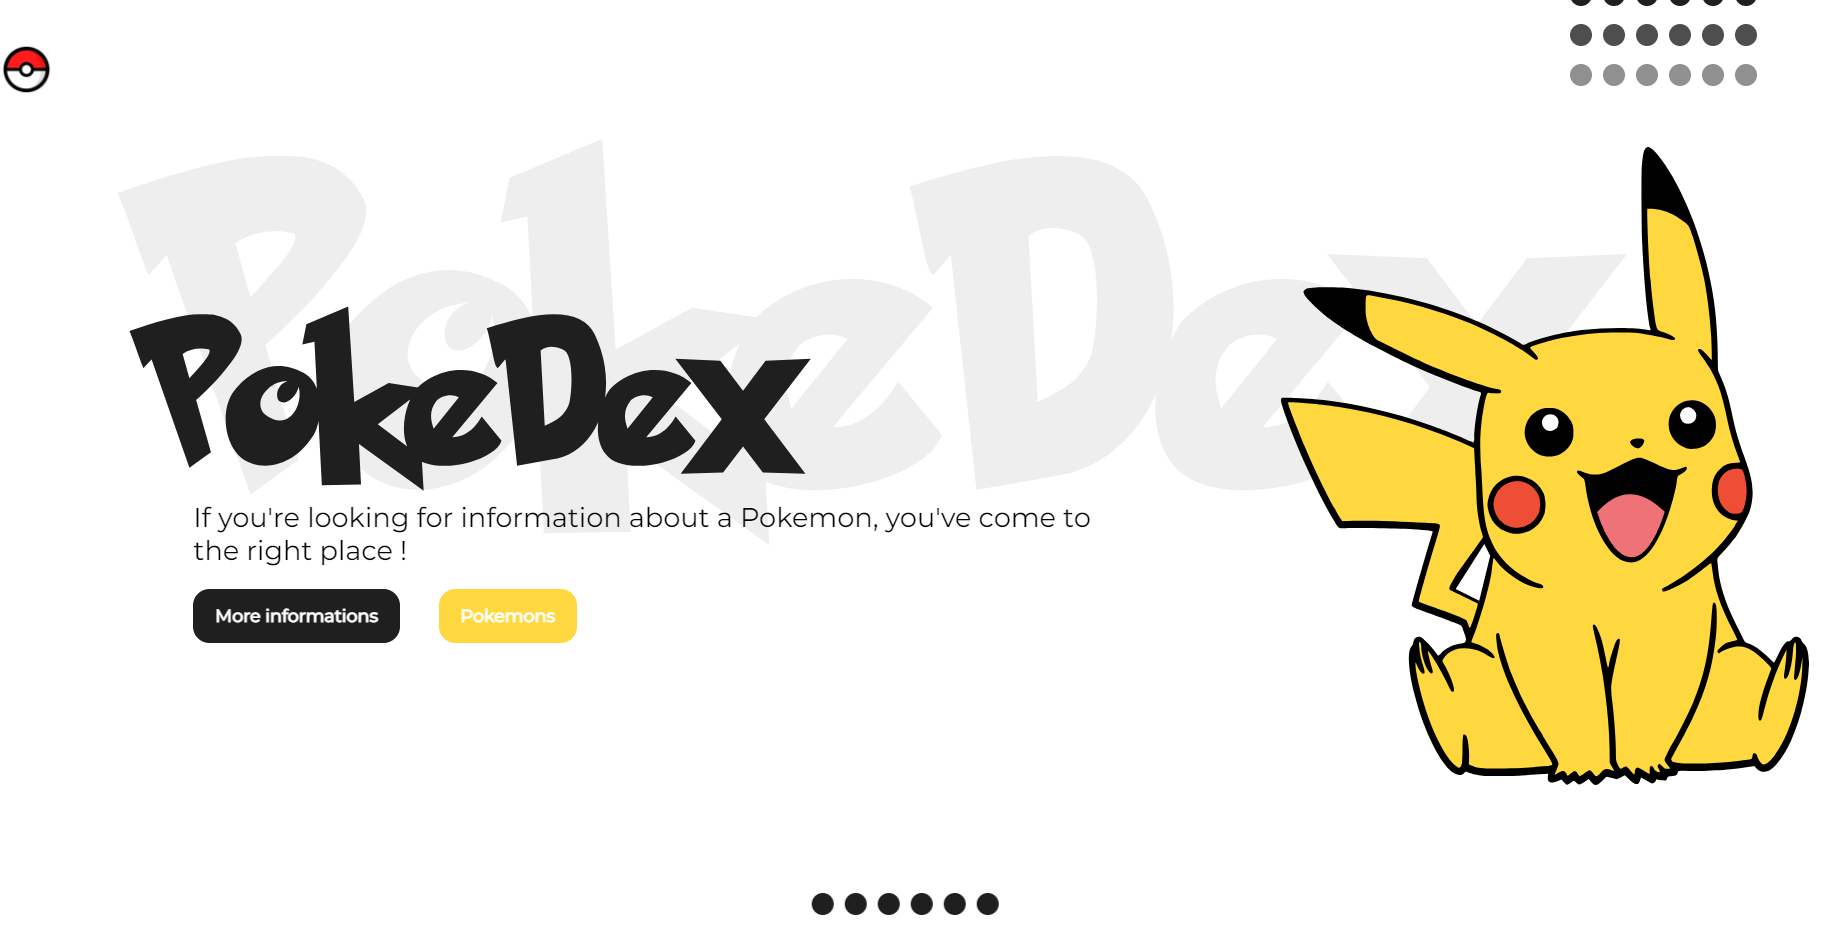 PokeDex
PokeDex
If you're looking for information about a Pokemon, you've come to
the right place !
More informations
Pokemons